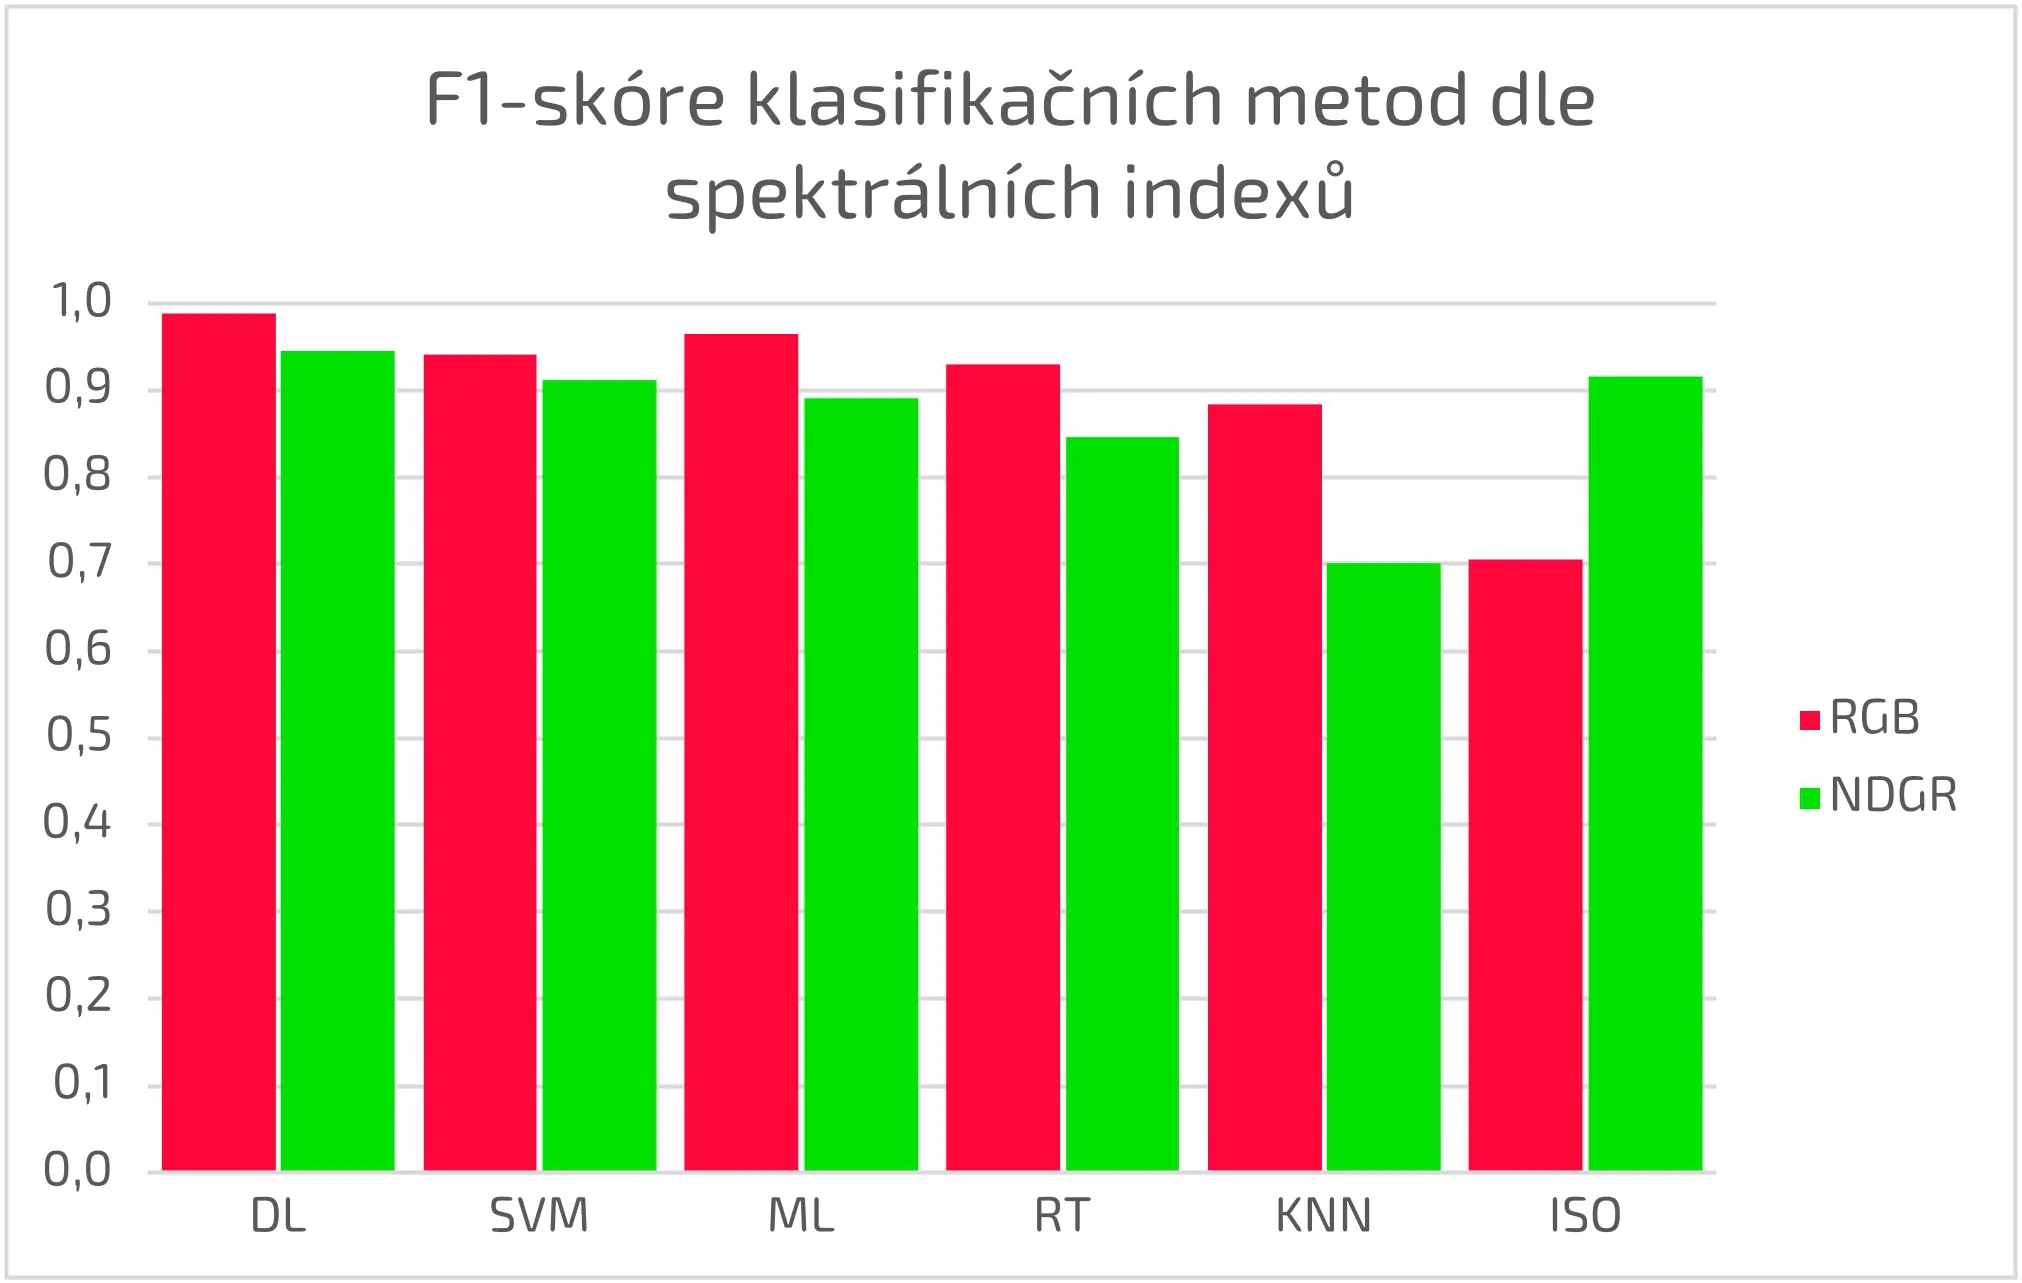 F1-skóre klasifikačních metod dle
spektrálních indexů
1,0
0,9
0,8
0,7
0,6
0,5
0,4
0,3
0,2
0,1
0,0
DL SVM ML RT KNN ISO
RGB
NDGR